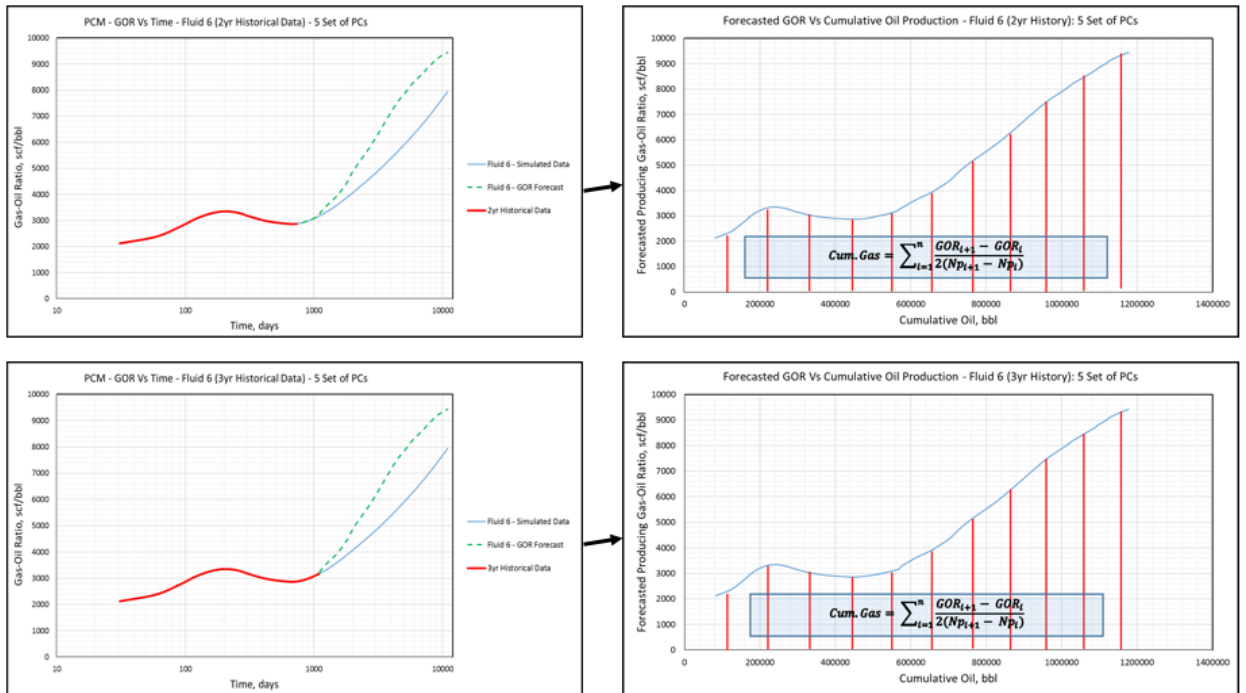 PCM - GOR Vs Time - Fluid 6 (2yr Historical Data) - 5 Set of PCs
Gas-Oil Ratio, scf/bbl
10000
9000
8000
7000
6000
5000
4000
3000
2000
1000
0
10 100 1000 10000
Time, days
Fluid 6 - Simulated Data
Fluid 6 - GOR Forecast
2yr Historical Data
Forecasted GOR Vs Cumulative Oil Production - Fluid 6 (2yr History): 5 Set of PCs
Forecasted Producing Gas-Oil Ratio, scf/bbl
10000
9000
8000
7000
6000
5000
4000
3000
2000
1000
0
Cum. Gas = ∑ⁿᵢ₌₁ GORᵢ₊₁ − GORᵢ / 2(Npᵢ₊₁ − Npᵢ)
0 200000 400000 600000 800000 1000000 1200000 1400000
Cumulative Oil, bbl
PCM - GOR Vs Time - Fluid 6 (3yr Historical Data) - 5 Set of PCs
Gas-Oil Ratio, scf/bbl
10000
9000
8000
7000
6000
5000
4000
3000
2000
1000
0
10 100 1000 10000
Time, days
Fluid 6 - Simulated Data
Fluid 6 - GOR Forecast
3yr Historical Data
Forecasted GOR Vs Cumulative Oil Production - Fluid 6 (3yr History): 5 Set of PCs
Forecasted Producing Gas-Oil Ratio, scf/bbl
10000
9000
8000
7000
6000
5000
4000
3000
2000
1000
0
Cum. Gas = ∑ⁿᵢ₌₁ GORᵢ₊₁ − GORᵢ / 2(Npᵢ₊₁ − Npᵢ)
0 200000 400000 600000 800000 1000000 1200000 1400000
Cumulative Oil, bbl